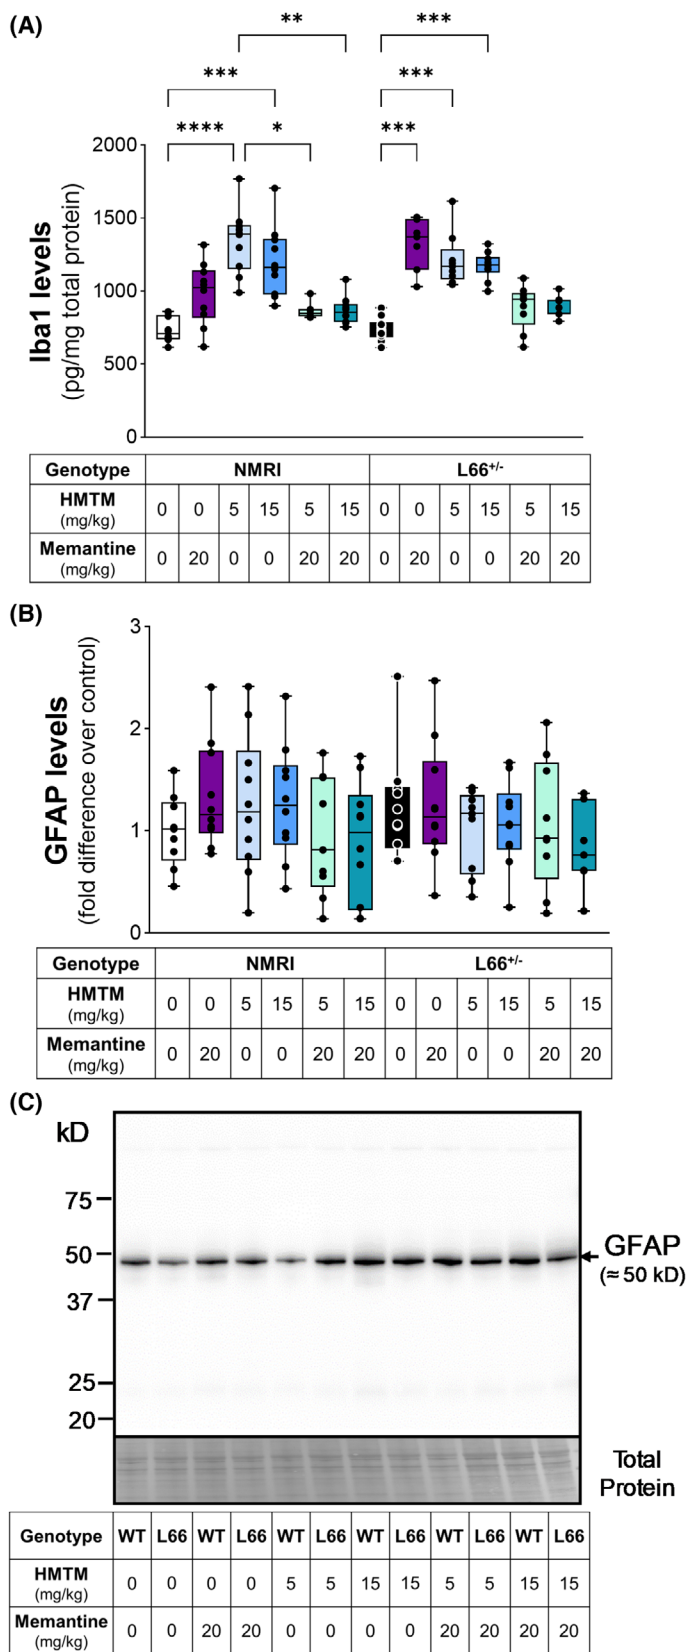 (A)
** ***
*** ***
**** * ***
2000
1500
1000
500
0
Iba1 levels
(pg/mg total protein)
Genotype NMRI L66+/-
HMTM
(mg/kg)
0 0 5 15 5 15 0 0 5 15 5 15
Memantine
(mg/kg)
0 20 0 0 20 20 0 20 0 0 20 20
(B)
3
2
1
0
GFAP levels
(fold difference over control)
Genotype NMRI L66+/-
HMTM
(mg/kg)
0 0 5 15 5 15 0 0 5 15 5 15
Memantine
(mg/kg)
0 20 0 0 20 20 0 20 0 0 20 20
(C)
kD
75
50
37
25
20
GFAP
(≈ 50 kD)
Total
Protein
Genotype WT L66 WT L66 WT L66 WT L66 WT L66 WT L66
HMTM
(mg/kg)
0 0 0 0 5 5 15 15 5 5 15 15
Memantine
(mg/kg)
0 0 20 20 0 0 0 0 20 20 20 20